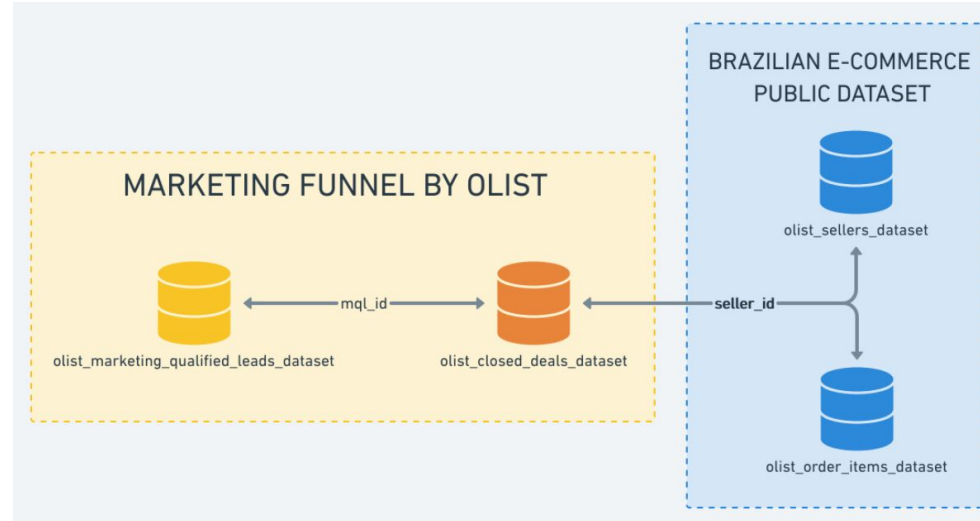 BRAZILIAN E-COMMERCE
PUBLIC DATASET
olist_sellers_dataset
MARKETING FUNNEL BY OLIST
mql_id
seller_id
olist_marketing_qualified_leads_dataset
olist_closed_deals_dataset
olist_order_items_dataset